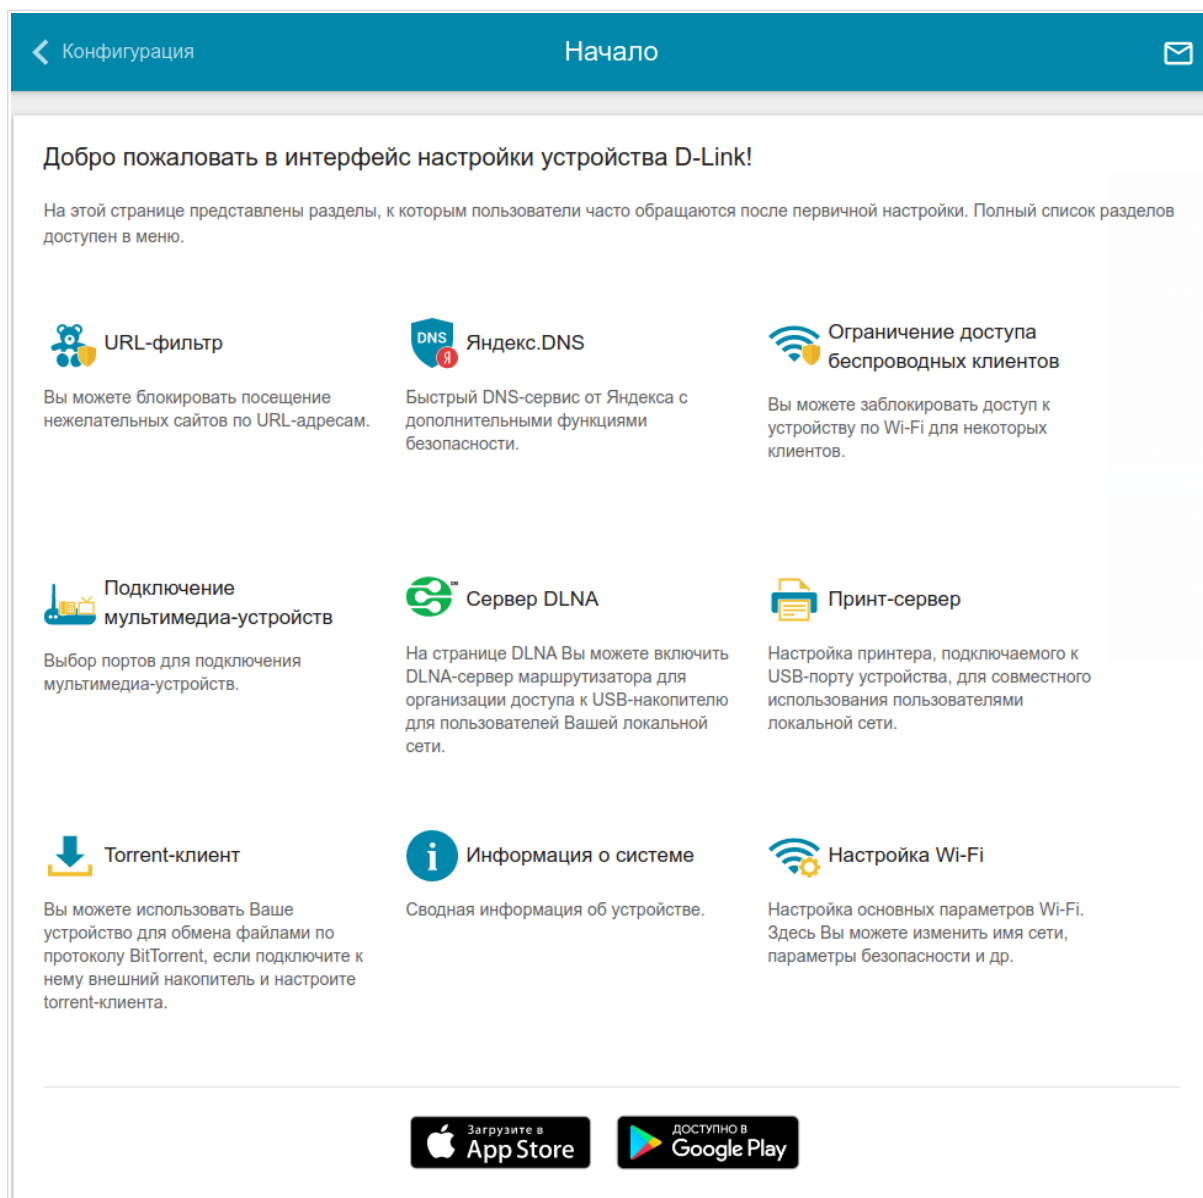 Конфигурация
Начало
Добро пожаловать в интерфейс настройки устройства D-Link!
На этой странице представлены разделы, к которым пользователи часто обращаются после первичной настройки. Полный список разделов
доступен в меню.
URL-фильтр
Вы можете блокировать посещение
нежелательных сайтов по URL-адресам.
DNS
Я
Яндекс.DNS
Быстрый DNS-сервис от Яндекса с
дополнительными функциями
безопасности.
Ограничение доступа
беспроводных клиентов
Вы можете заблокировать доступ к
устройству по Wi-Fi для некоторых
клиентов.
Подключение
мультимедиа-устройств
Выбор портов для подключения
мультимедиа-устройств.
Сервер DLNA
На странице DLNA Вы можете включить
DLNA-сервер маршрутизатора для
организации доступа к USB-накопителю
для пользователей Вашей локальной
сети.
Принт-сервер
Настройка принтера, подключаемого к
USB-порту устройства, для совместного
использования пользователями
локальной сети.
Torrent-клиент
Вы можете использовать Ваше
устройство для обмена файлами по
протоколу BitTorrent, если подключите к
нему внешний накопитель и настроите
torrent-клиента.
i
Информация о системе
Сводная информация об устройстве.
Настройка Wi-Fi
Настройка основных параметров Wi-Fi.
Здесь Вы можете изменить имя сети,
параметры безопасности и др.
Загрузите в
App Store
ДОСТУПНО В
Google Play